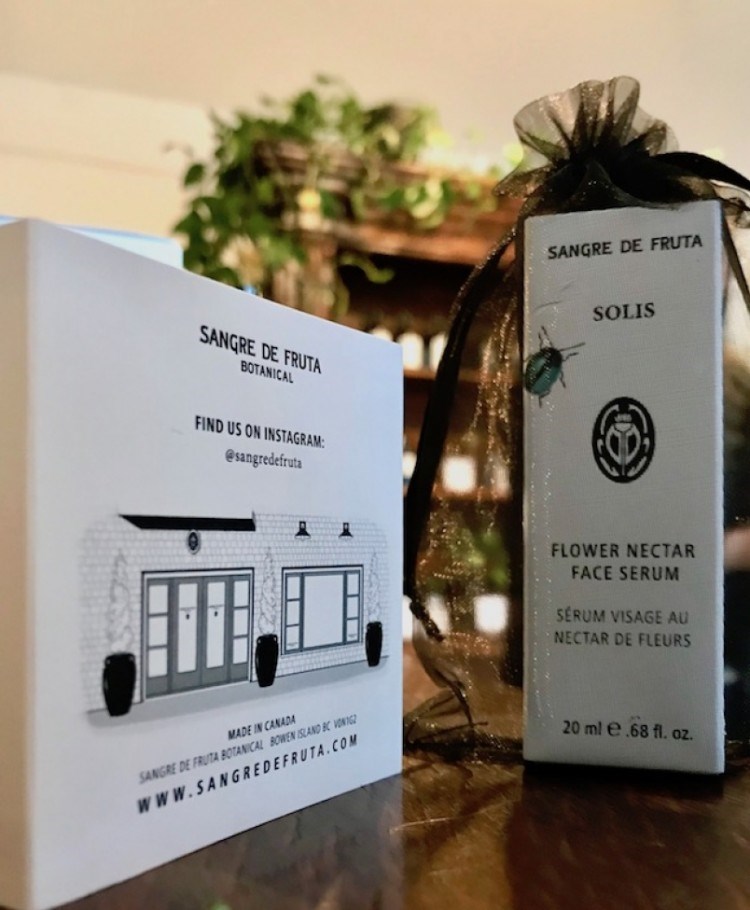 SANGRE DE FRUTA
BOTANICAL
FIND US ON INSTAGRAM:
@sangredefruta
MADE IN CANADA
SANGRE DE FRUTA BOTANICAL BOWEN ISLAND BC V0N1G2
WWW.SANGREDEFRUTA.COM
SANGRE DE FRUTA
SOLIS
FLOWER NECTAR
FACE SERUM
SÉRUM VISAGE AU
NECTAR DE FLEURS
20 ml e .68 fl. oz.